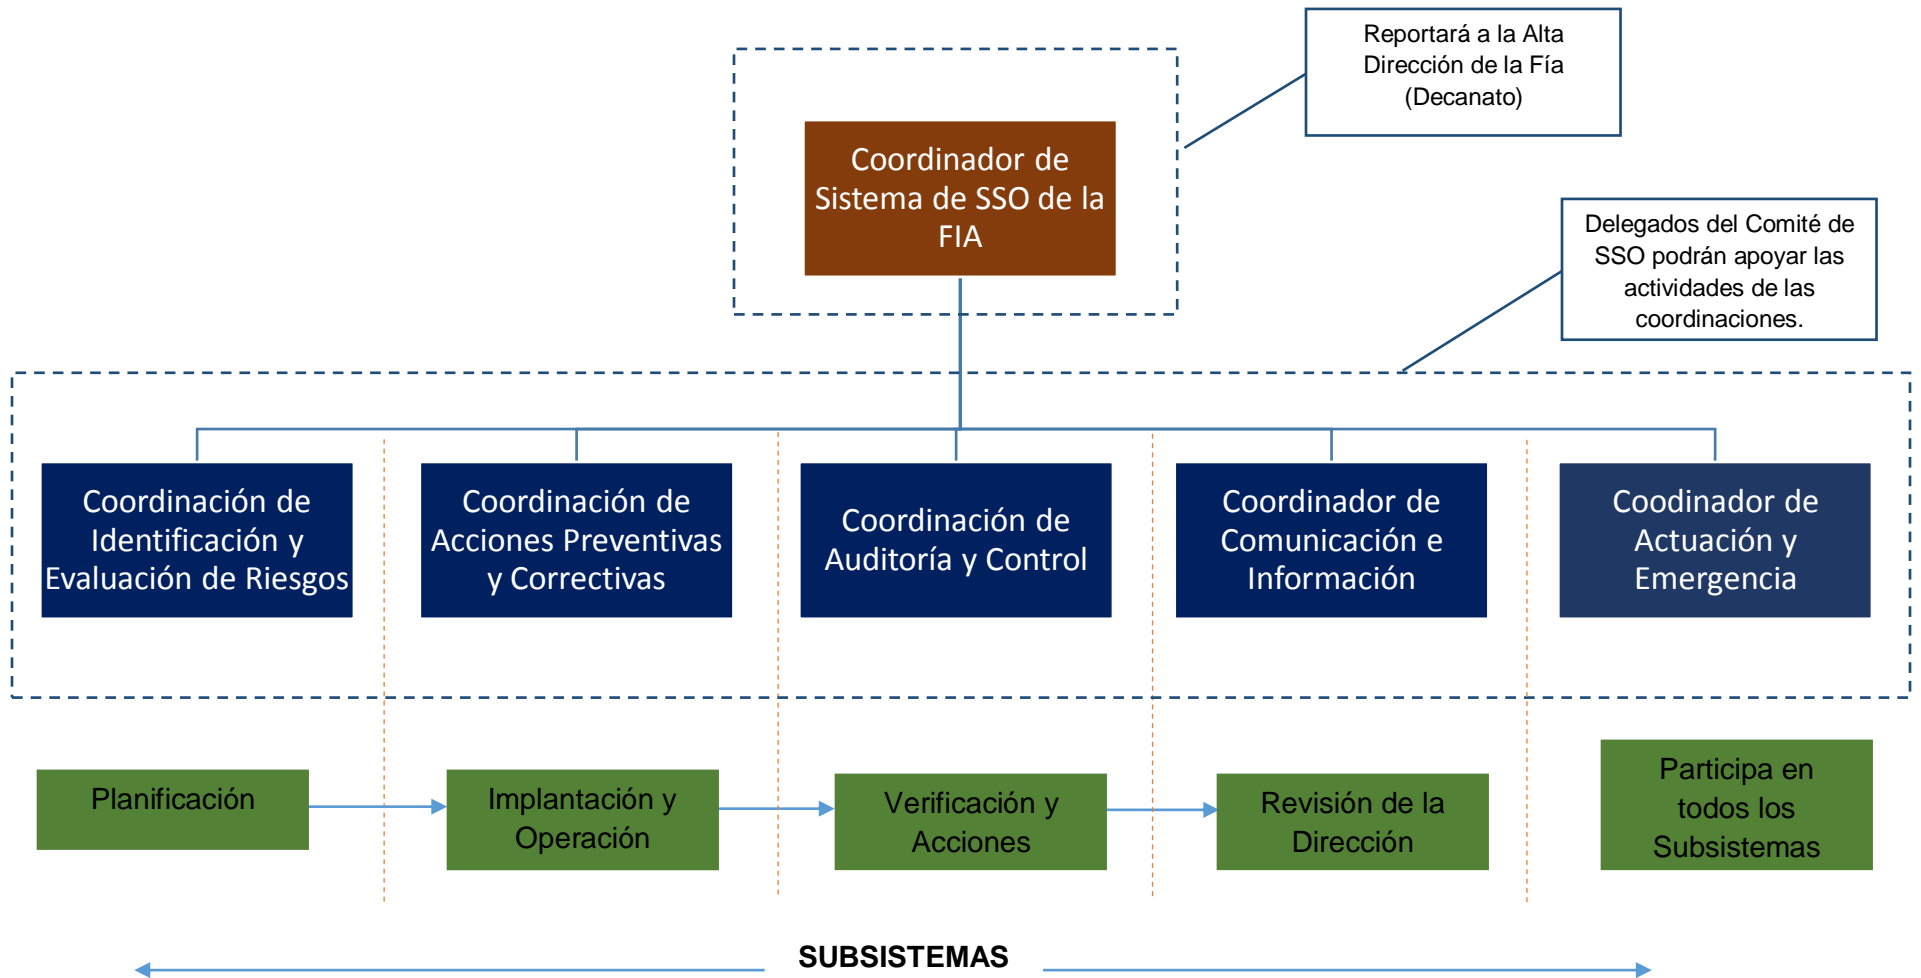 Reportará a la Alta
Dirección de la Fía
(Decanato)
Coordinador de
Sistema de SSO de la
FIA
Delegados del Comité de
SSO podrán apoyar las
actividades de las
coordinaciones.
Coordinación de
Identificación y
Evaluación de Riesgos
Coordinación de
Acciones Preventivas
y Correctivas
Coordinación de
Auditoría y Control
Coordinador de
Comunicación e
Información
Coodinador de
Actuación y
Emergencia
Planificación
Implantación y
Operación
Verificación y
Acciones
Revisión de la
Dirección
Participa en
todos los
Subsistemas
SUBSISTEMAS